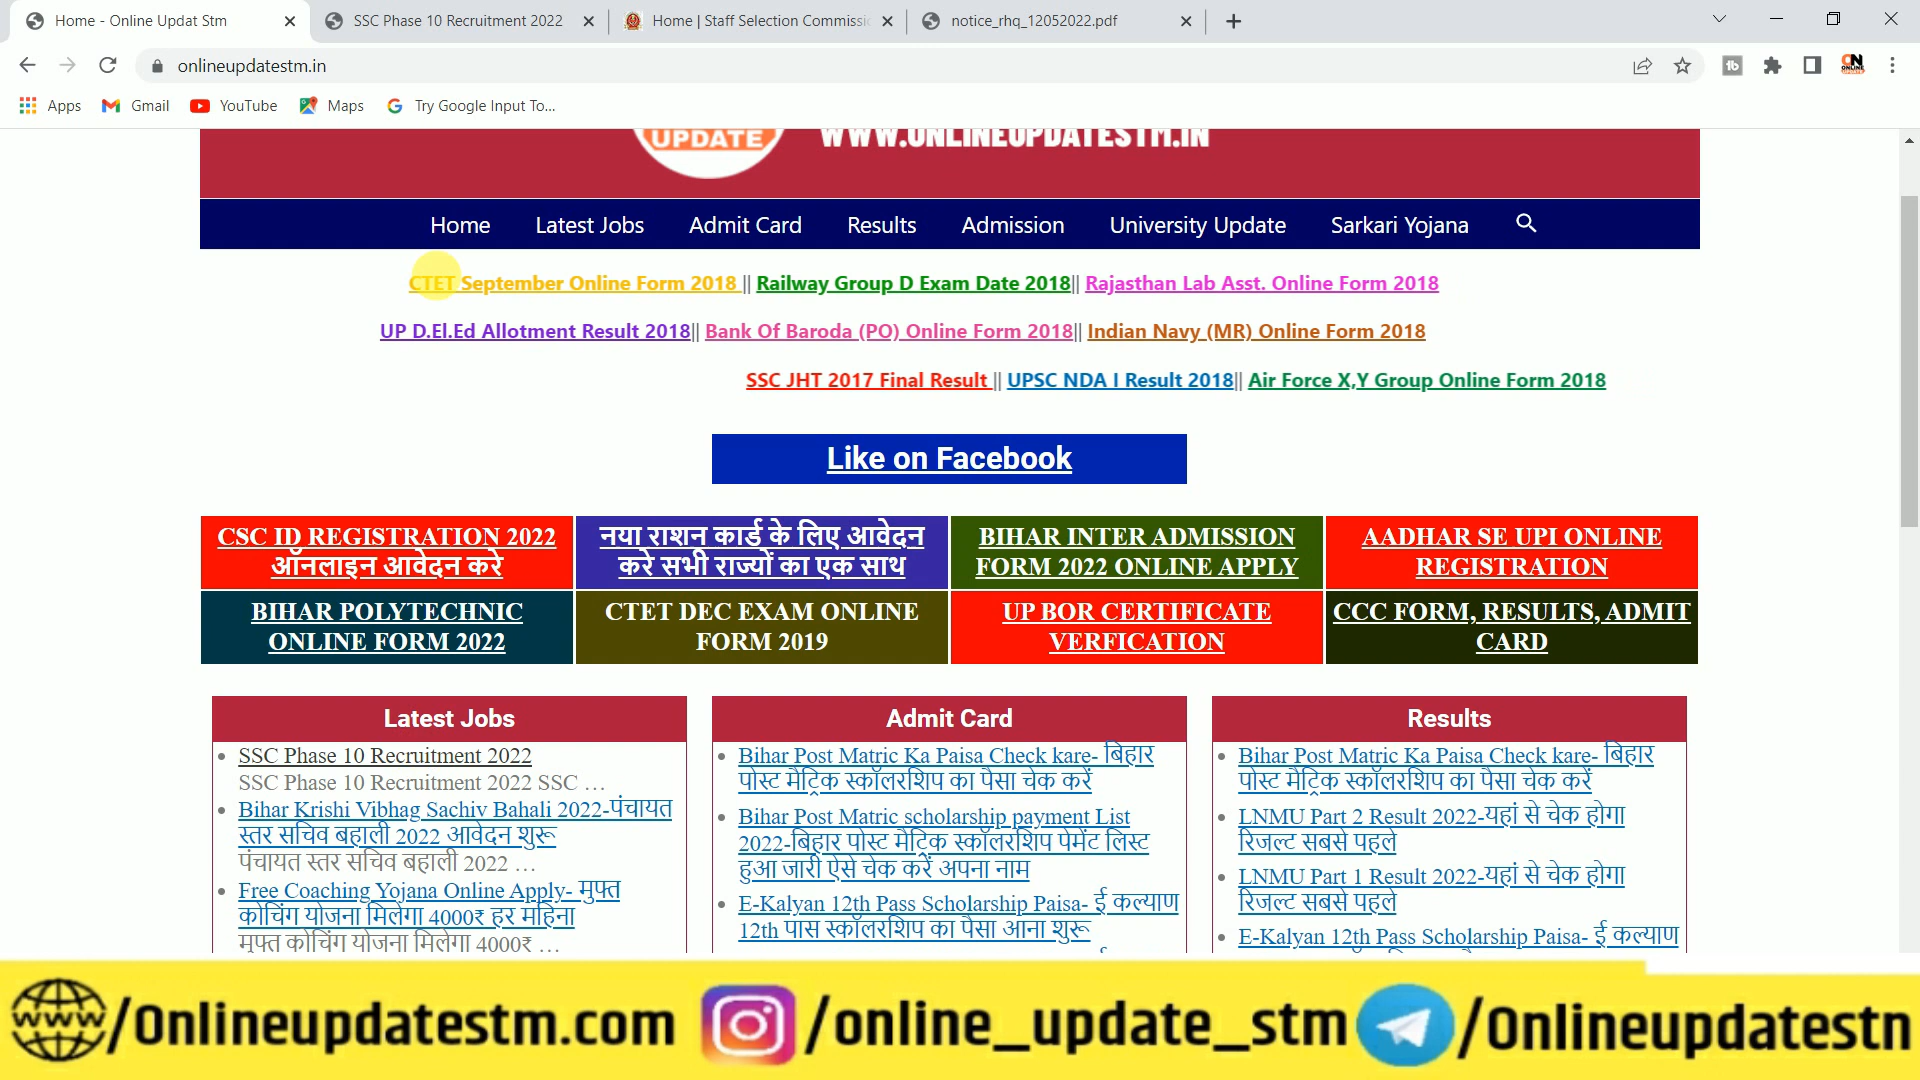 Home - Online Updat Stm
SSC Phase 10 Recruitment 2022
Home | Staff Selection Commissi
notice_rhq_12052022.pdf
onlineupdatestm.in
Apps
Gmail
YouTube
Maps
Try Google Input To...
UPDATE
WWW.ONLINEUPDATESTM.IN
Home
Latest Jobs
Admit Card
Results
Admission
University Update
Sarkari Yojana
CTET September Online Form 2018 || Railway Group D Exam Date 2018|| Rajasthan Lab Asst. Online Form 2018
UP D.El.Ed Allotment Result 2018|| Bank Of Baroda (PO) Online Form 2018|| Indian Navy (MR) Online Form 2018
SSC JHT 2017 Final Result || UPSC NDA I Result 2018|| Air Force X,Y Group Online Form 2018
Like on Facebook
CSC ID REGISTRATION 2022
ऑनलाइन आवेदन करे
नया राशन कार्ड के लिए आवेदन
करे सभी राज्यों का एक साथ
BIHAR INTER ADMISSION
FORM 2022 ONLINE APPLY
AADHAR SE UPI ONLINE
REGISTRATION
BIHAR POLYTECHNIC
ONLINE FORM 2022
CTET DEC EXAM ONLINE
FORM 2019
UP BOR CERTIFICATE
VERFICATION
CCC FORM, RESULTS, ADMIT
CARD
Latest Jobs
SSC Phase 10 Recruitment 2022
SSC Phase 10 Recruitment 2022 SSC …
Bihar Krishi Vibhag Sachiv Bahali 2022-पंचायत
स्तर सचिव बहाली 2022 आवेदन शुरू
पंचायत स्तर सचिव बहाली 2022 …
Free Coaching Yojana Online Apply- मुफ्त
कोचिंग योजना मिलेगा 4000₹ हर महिना
मुफ्त कोचिंग योजना मिलेगा 4000₹ …
Admit Card
Bihar Post Matric Ka Paisa Check kare- बिहार
पोस्ट मैट्रिक स्कॉलरशिप का पैसा चेक करें
Bihar Post Matric scholarship payment List
2022-बिहार पोस्ट मैट्रिक स्कॉलरशिप पेमेंट लिस्ट
हुआ जारी ऐसे चेक करें अपना नाम
E-Kalyan 12th Pass Scholarship Paisa- ई कल्याण
12th पास स्कॉलरशिप का पैसा आना शुरू
Results
Bihar Post Matric Ka Paisa Check kare- बिहार
पोस्ट मैट्रिक स्कॉलरशिप का पैसा चेक करें
LNMU Part 2 Result 2022-यहां से चेक होगा
रिजल्ट सबसे पहले
LNMU Part 1 Result 2022-यहां से चेक होगा
रिजल्ट सबसे पहले
E-Kalyan 12th Pass Scholarship Paisa- ई कल्याण
www/Onlineupdatestm.com
/online_update_stm
/Onlineupdatestn